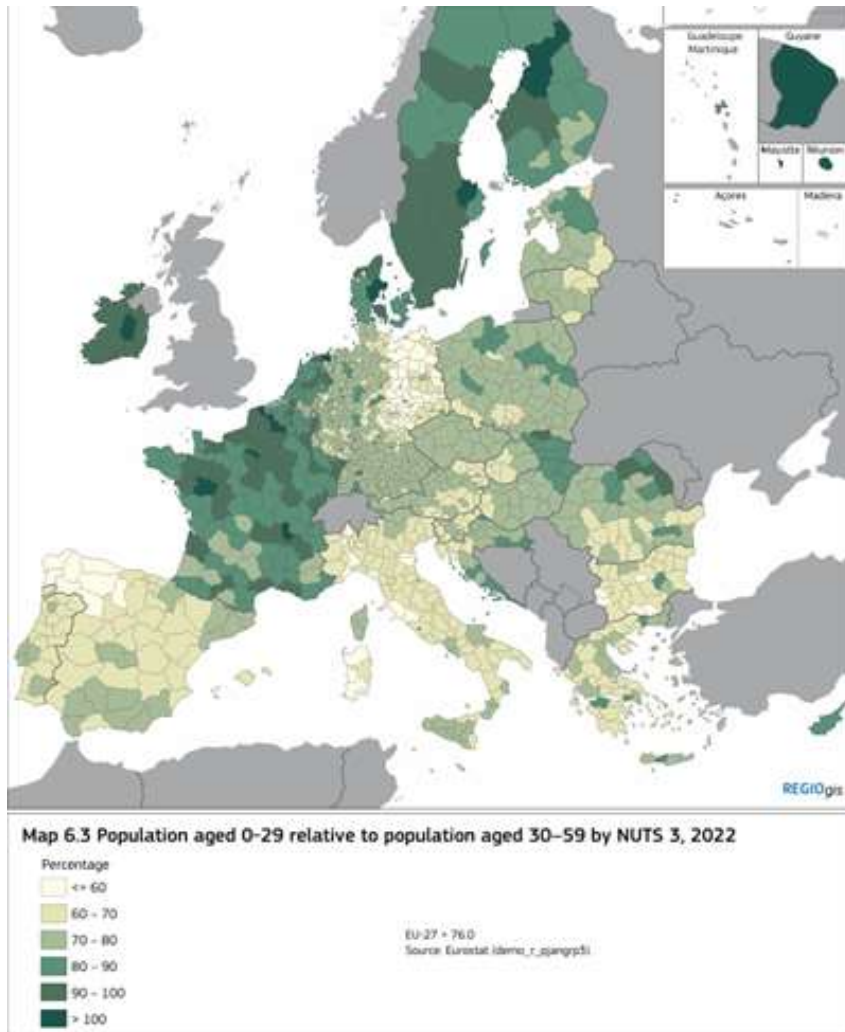 Guadeloupe
Martinique
Guyane
Mayotte
Réunion
Açores
Madeira
REGIOgis
Map 6.3 Population aged 0-29 relative to population aged 30–59 by NUTS 3, 2022
Percentage
<= 60
60 – 70
70 – 80
80 – 90
90 – 100
> 100
EU-27 = 76.0
Source: Eurostat (demo_r_pjangrp3)